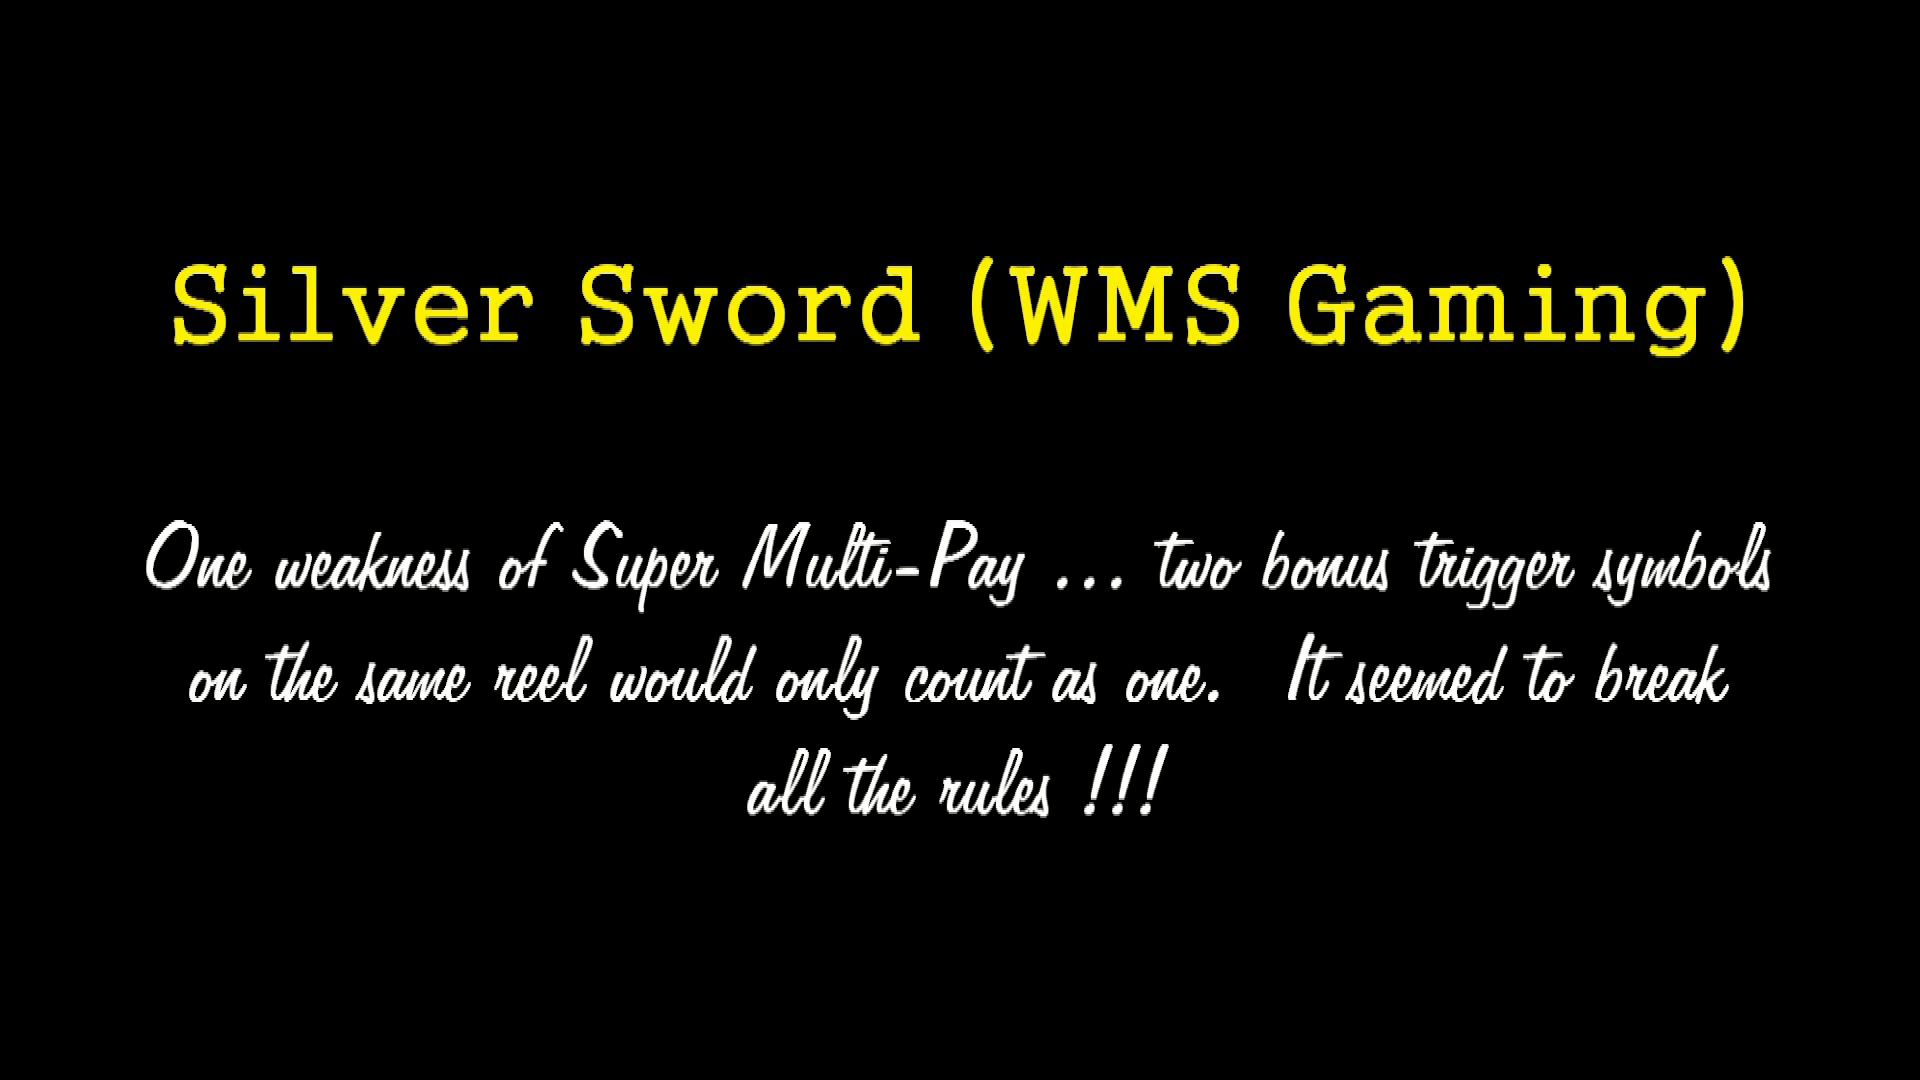 Silver Sword (WMS Gaming)
One weakness of Super Multi-Pay ... two bonus trigger symbols
on the same reel would only count as one.  It seemed to break
all the rules !!!